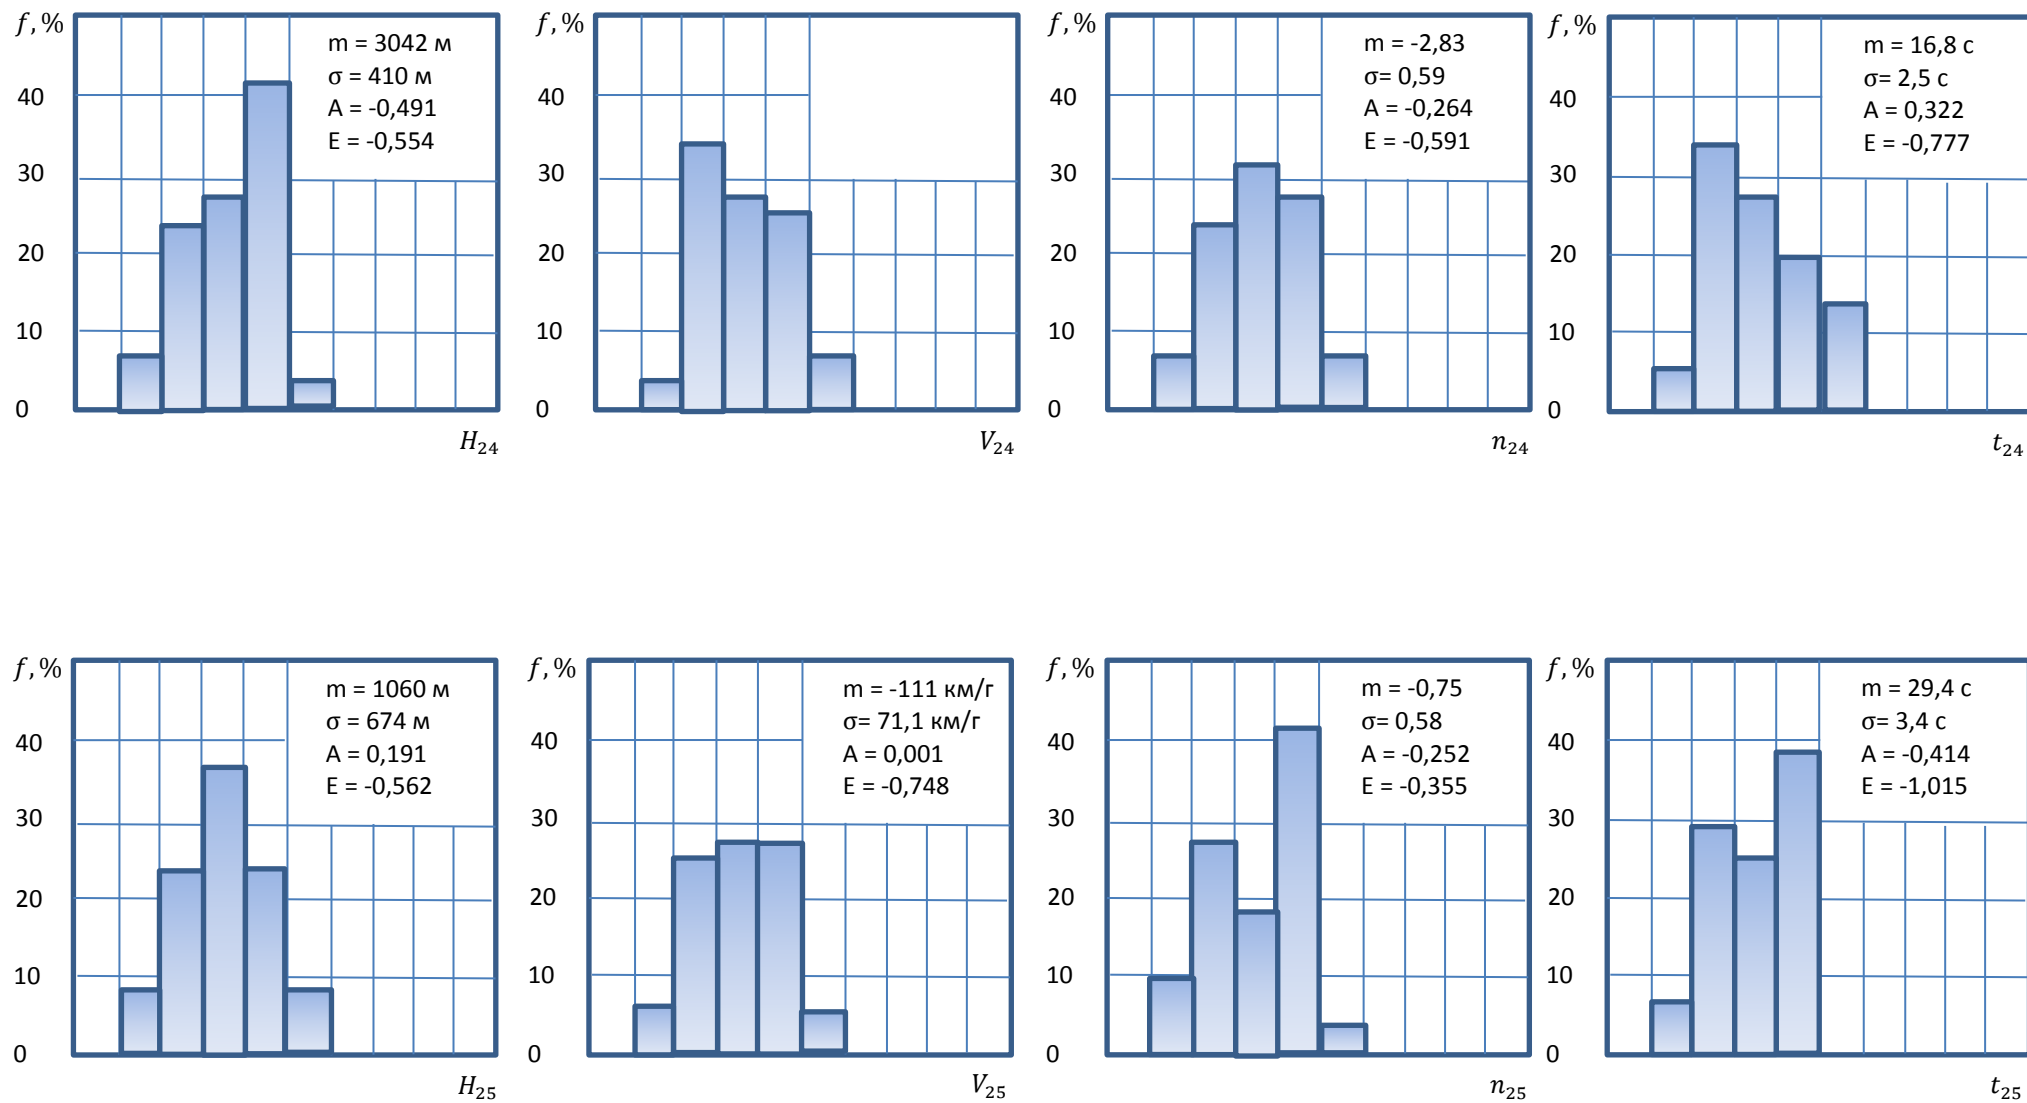 f, %
m = 3042 м
σ = 410 м
A = -0,491
E = -0,554
40
30
20
10
0
H₂₄
f, %
40
30
20
10
0
V₂₄
f, %
m = -2,83
σ= 0,59
A = -0,264
E = -0,591
40
30
20
10
0
n₂₄
f, %
m = 16,8 с
σ= 2,5 с
A = 0,322
E = -0,777
40
30
20
10
0
t₂₄
f, %
m = 1060 м
σ = 674 м
A = 0,191
E = -0,562
40
30
20
10
0
H₂₅
f, %
m = -111 км/г
σ= 71,1 км/г
A = 0,001
E = -0,748
40
30
20
10
0
V₂₅
f, %
m = -0,75
σ= 0,58
A = -0,252
E = -0,355
40
30
20
10
0
n₂₅
f, %
m = 29,4 с
σ= 3,4 с
A = -0,414
E = -1,015
40
30
20
10
0
t₂₅